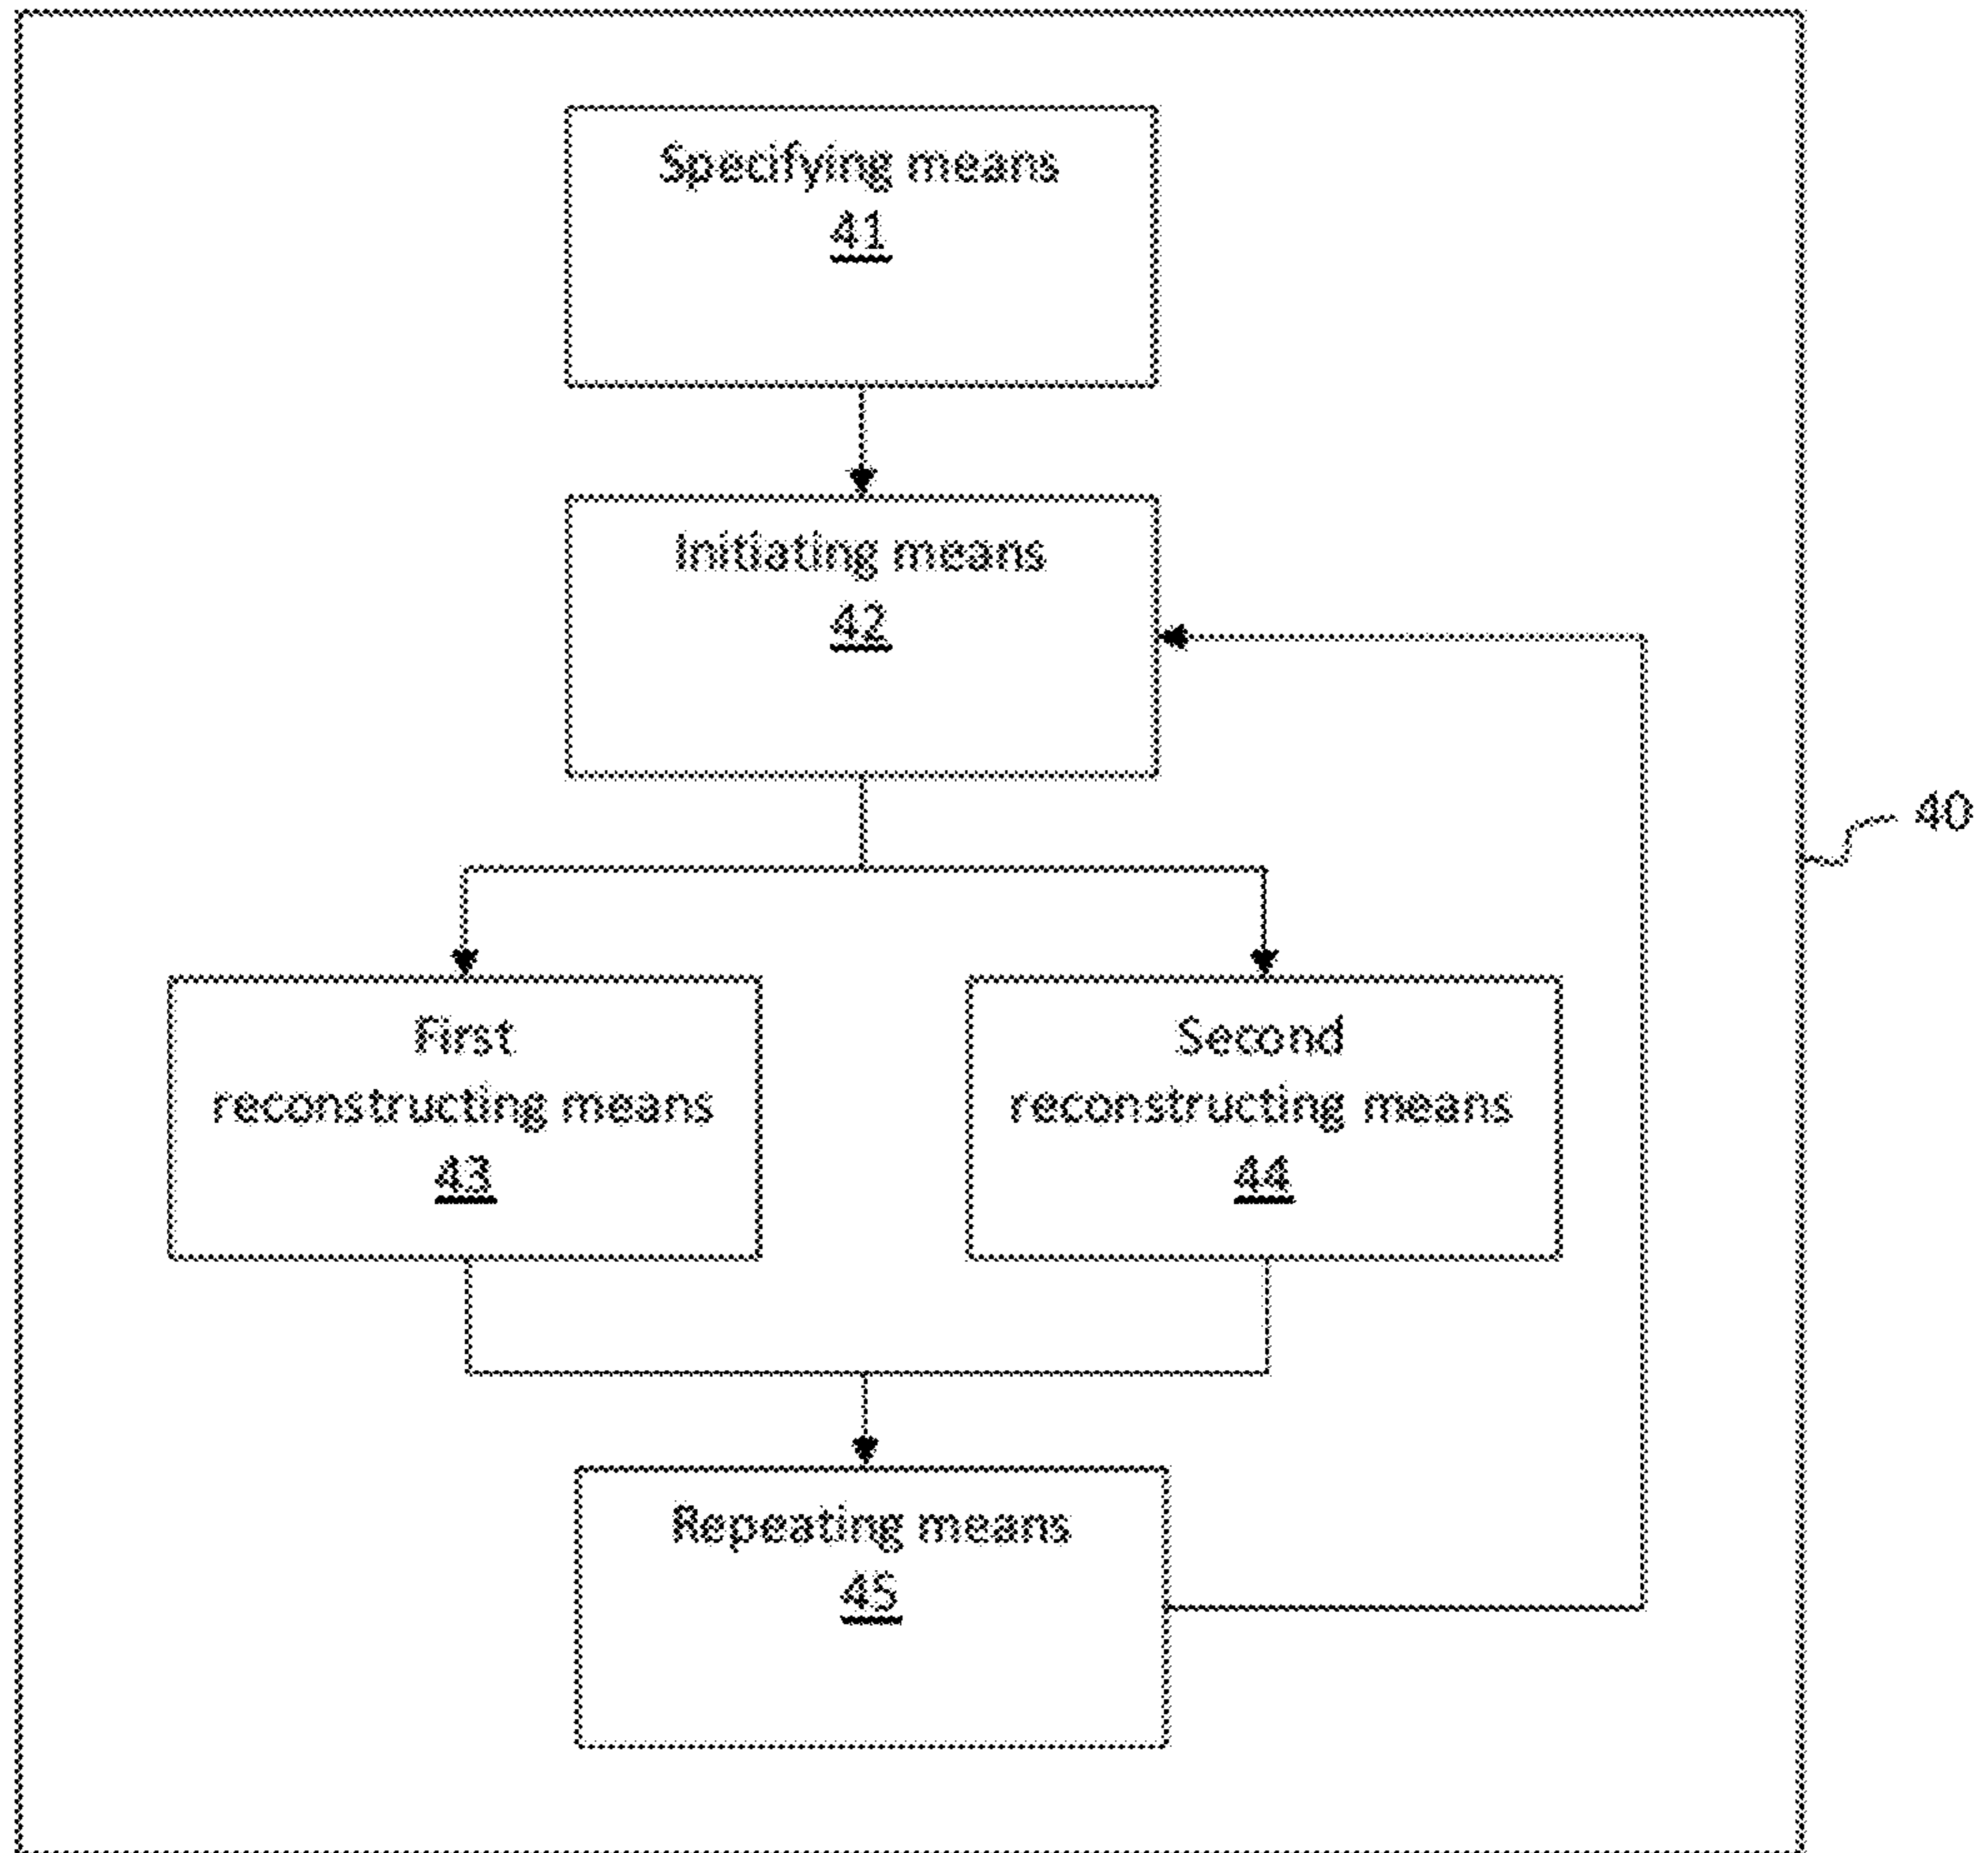 Specifying means
41
Initiating means
42
40
First
reconstructing means
43
Second
reconstructing means
44
Repeating means
45